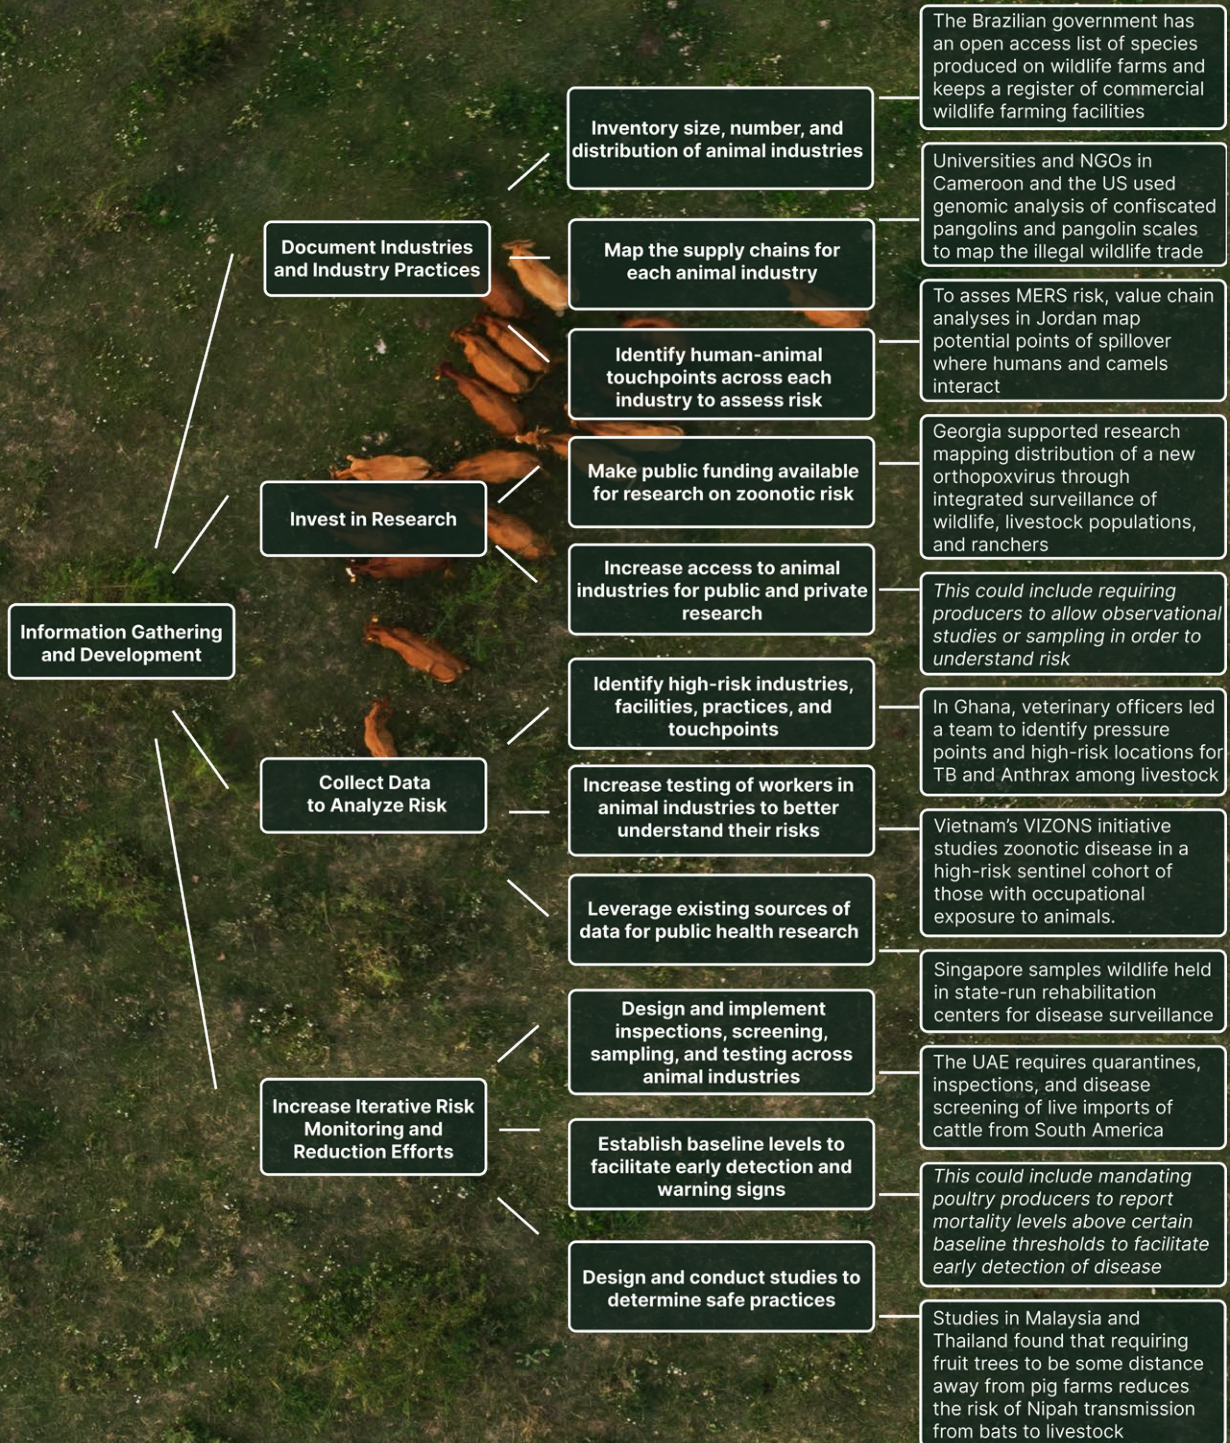 Information Gathering
and Development
Document Industries
and Industry Practices
Inventory size, number, and
distribution of animal industries
The Brazilian government has
an open access list of species
produced on wildlife farms and
keeps a register of commercial
wildlife farming facilities
Map the supply chains for
each animal industry
Universities and NGOs in
Cameroon and the US used
genomic analysis of confiscated
pangolins and pangolin scales
to map the illegal wildlife trade
Identify human-animal
touchpoints across each
industry to assess risk
To asses MERS risk, value chain
analyses in Jordan map
potential points of spillover
where humans and camels
interact
Invest in Research
Make public funding available
for research on zoonotic risk
Georgia supported research
mapping distribution of a new
orthopoxvirus through
integrated surveillance of
wildlife, livestock populations,
and ranchers
Increase access to animal
industries for public and private
research
This could include requiring
producers to allow observational
studies or sampling in order to
understand risk
Collect Data
to Analyze Risk
Identify high-risk industries,
facilities, practices, and
touchpoints
In Ghana, veterinary officers led
a team to identify pressure
points and high-risk locations for
TB and Anthrax among livestock
Increase testing of workers in
animal industries to better
understand their risks
Vietnam’s VIZONS initiative
studies zoonotic disease in a
high-risk sentinel cohort of
those with occupational
exposure to animals.
Leverage existing sources of
data for public health research
Singapore samples wildlife held
in state-run rehabilitation
centers for disease surveillance
Increase Iterative Risk
Monitoring and
Reduction Efforts
Design and implement
inspections, screening,
sampling, and testing across
animal industries
The UAE requires quarantines,
inspections, and disease
screening of live imports of
cattle from South America
Establish baseline levels to
facilitate early detection and
warning signs
This could include mandating
poultry producers to report
mortality levels above certain
baseline thresholds to facilitate
early detection of disease
Design and conduct studies to
determine safe practices
Studies in Malaysia and
Thailand found that requiring
fruit trees to be some distance
away from pig farms reduces
the risk of Nipah transmission
from bats to livestock